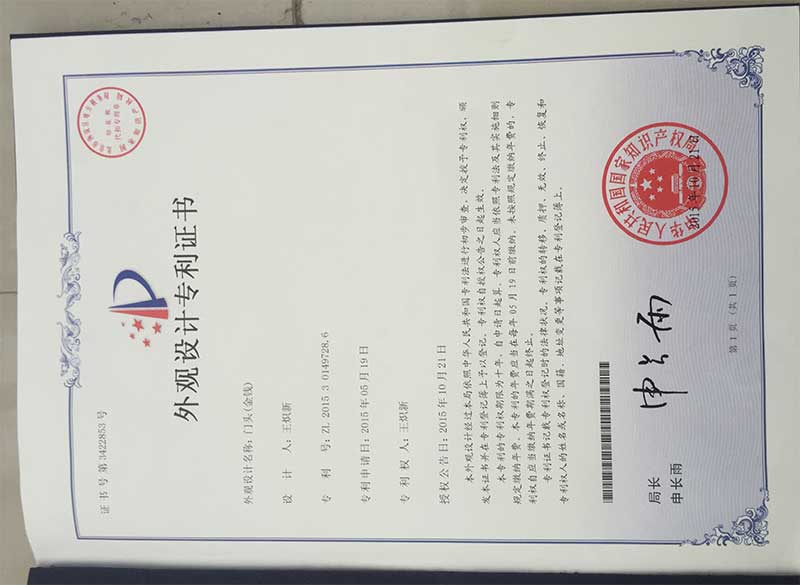 证书号第3422853号
外观设计专利证书
外观设计名称：门头(金钱)
设计人：王炽新
专利号：ZL 2015 3 0149728.6
专利申请日：2015年05月19日
专利权人：王炽新
授权公告日：2015年10月21日
本外观设计经过本局依照中华人民共和国专利法进行初步审查，决定授予专利权，颁
发本证书并在专利登记簿上予以登记。专利权自授权公告之日起生效。
本专利的专利权期限为十年，自申请日起算。专利权人应当依照专利法及其实施细则
规定缴纳年费。本专利的年费应当在每年05月19日前缴纳。未按照规定缴纳年费的，专
利权自应当缴纳年费期满之日起终止。
专利证书记载专利权登记时的法律状况。专利权的转移、质押、无效、终止、恢复和
专利权人的姓名或名称、国籍、地址变更等事项记载在专利登记簿上。
中华人民共和国国家知识产权局
2015年10月21日
局长
申长雨
申长雨
第1页（共1页）